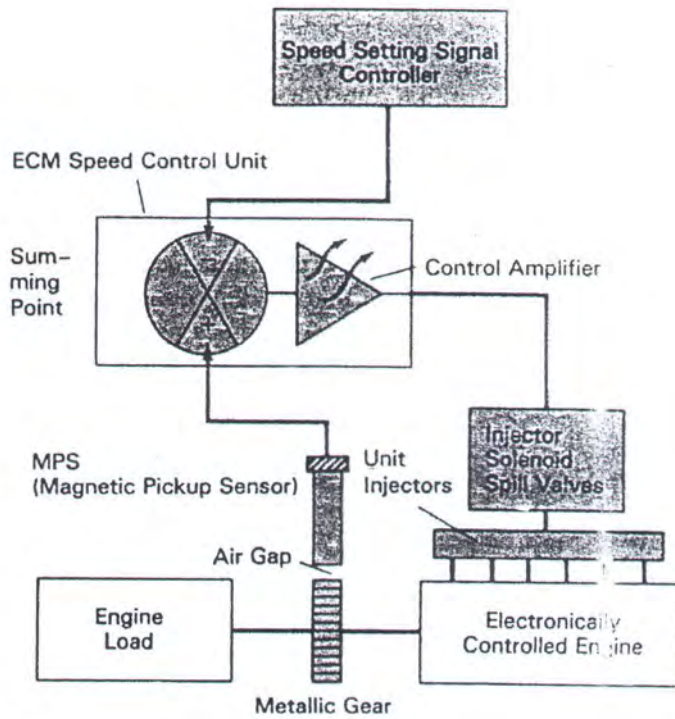 Speed Setting Signal
Controller
ECM Speed Control Unit
Sum-
ming
Point
Control Amplifier
MPS
(Magnetic Pickup Sensor)
Unit
Injectors
Injector
Solenoid
Spill Valves
Air Gap
Engine
Load
Electronically
Controlled Engine
Metallic Gear